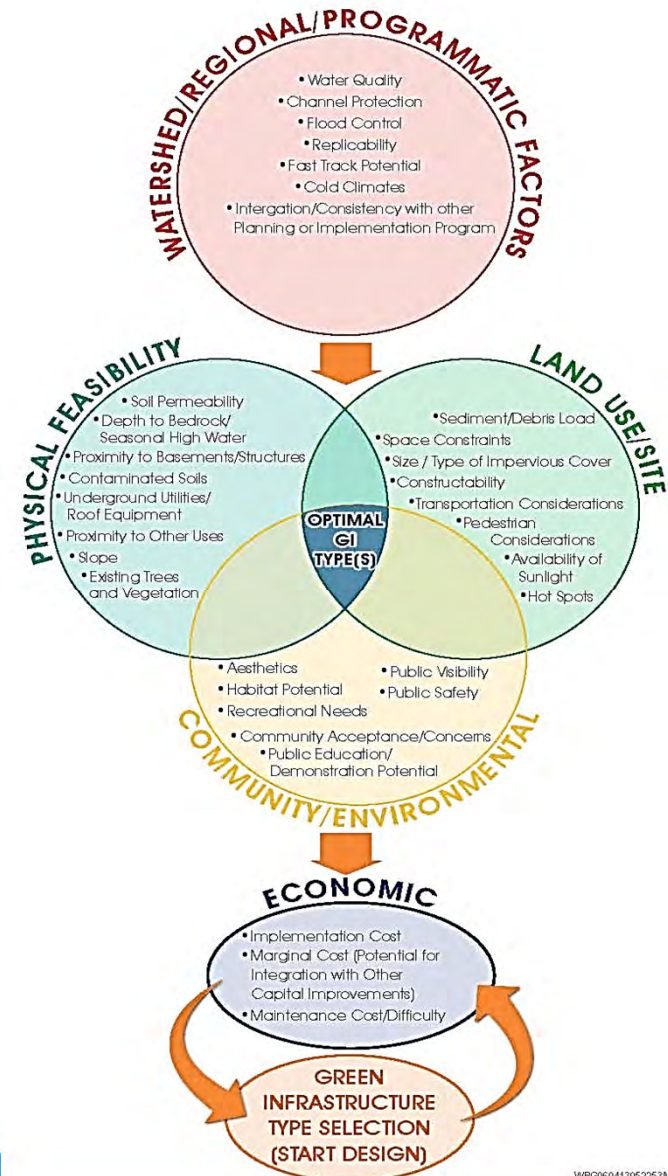 WATERSHED/REGIONAL/PROGRAMMATIC FACTORS
• Water Quality
• Channel Protection
• Flood Control
• Replicability
• Fast Track Potential
• Cold Climates
• Intergation/Consistency with other
Planning or Implementation Program
PHYSICAL FEASIBILITY
• Soil Permeability
• Depth to Bedrock/
Seasonal High Water
• Proximity to Basements/Structures
• Contaminated Soils
• Underground Utilities/
Roof Equipment
• Proximity to Other Uses
• Slope
• Existing Trees
and Vegetation
LAND USE/SITE
• Sediment/Debris Load
• Space Constraints
• Size / Type of Impervious Cover
• Constructability
• Transportation Considerations
• Pedestrian
Considerations
• Availability of
Sunlight
• Hot Spots
OPTIMAL
GI
TYPE(S)
• Aesthetics
• Habitat Potential
• Recreational Needs
• Public Visibility
• Public Safety
• Community Acceptance/Concerns
• Public Education/
Demonstration Potential
COMMUNITY/ENVIRONMENTAL
ECONOMIC
• Implementation Cost
• Marginal Cost (Potential for
Integration with Other
Capital Improvements)
• Maintenance Cost/Difficulty
GREEN
INFRASTRUCTURE
TYPE SELECTION
(START DESIGN)